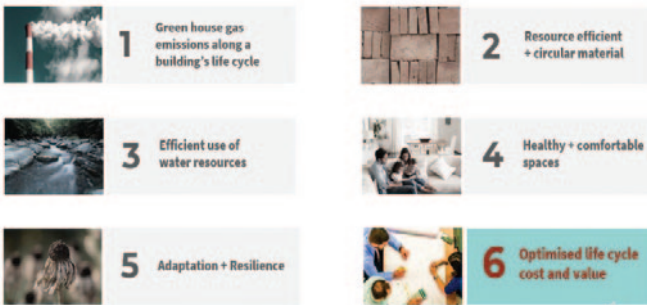 1
Green house gas
emissions along a
building's life cycle
2
Resource efficient
+ circular material
3
Efficient use of
water resources
4
Healthy + comfortable
spaces
5
Adaptation + Resilience
6
Optimised life cycle
cost and value